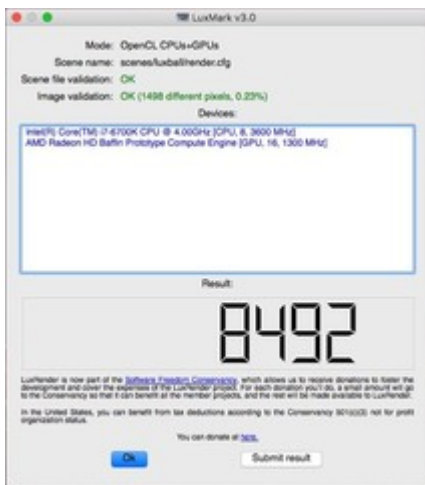 LuxMark v3.0
Mode: OpenCL CPUs+GPUs
Scene name: scenes/luxball/render.cfg
Scene file validation: OK
Image validation: OK (1498 different pixels, 0.23%)
Devices:
Intel(R) Core(TM) i7-6700K CPU @ 4.00GHz [CPU, 8, 3600 MHz]
AMD Radeon HD Baffin Prototype Compute Engine [GPU, 16, 1300 MHz]
Result:
8492
LuxRender is now part of the Software Freedom Conservancy, which allows us to receive donations to foster the
development and cover the expenses of the LuxRender project. For each donation you'll do, a small amount will go
to the Conservancy so that it can benefit all the member projects, and the rest will be made available to LuxRender.
In the United States, you can benefit from tax deductions according to the Conservancy 501(c)(3) not for profit
organization status.
You can donate at here.
Ok
Submit result